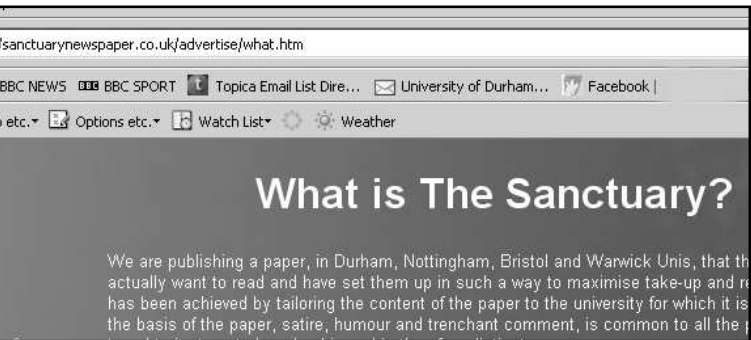 /sanctuarynewspaper.co.uk/advertise/what.htm
BBC NEWS BBC BBC SPORT t Topica Email List Dire... University of Durham... Facebook |
etc. Options etc. Watch List Weather
What is The Sanctuary?
We are publishing a paper, in Durham, Nottingham, Bristol and Warwick Unis, that th
actually want to read and have set them up in such a way to maximise take-up and re
has been achieved by tailoring the content of the paper to the university for which it is
the basis of the paper, satire, humour and trenchant comment, is common to all the p